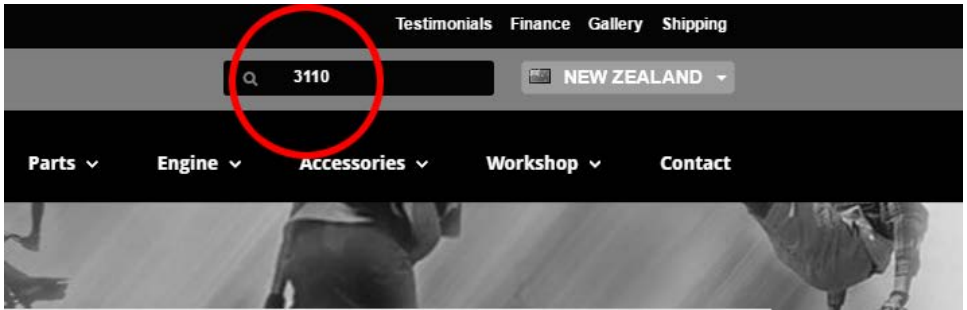 Testimonials Finance Gallery Shipping
3110
NEW ZEALAND
Parts Engine Accessories Workshop Contact